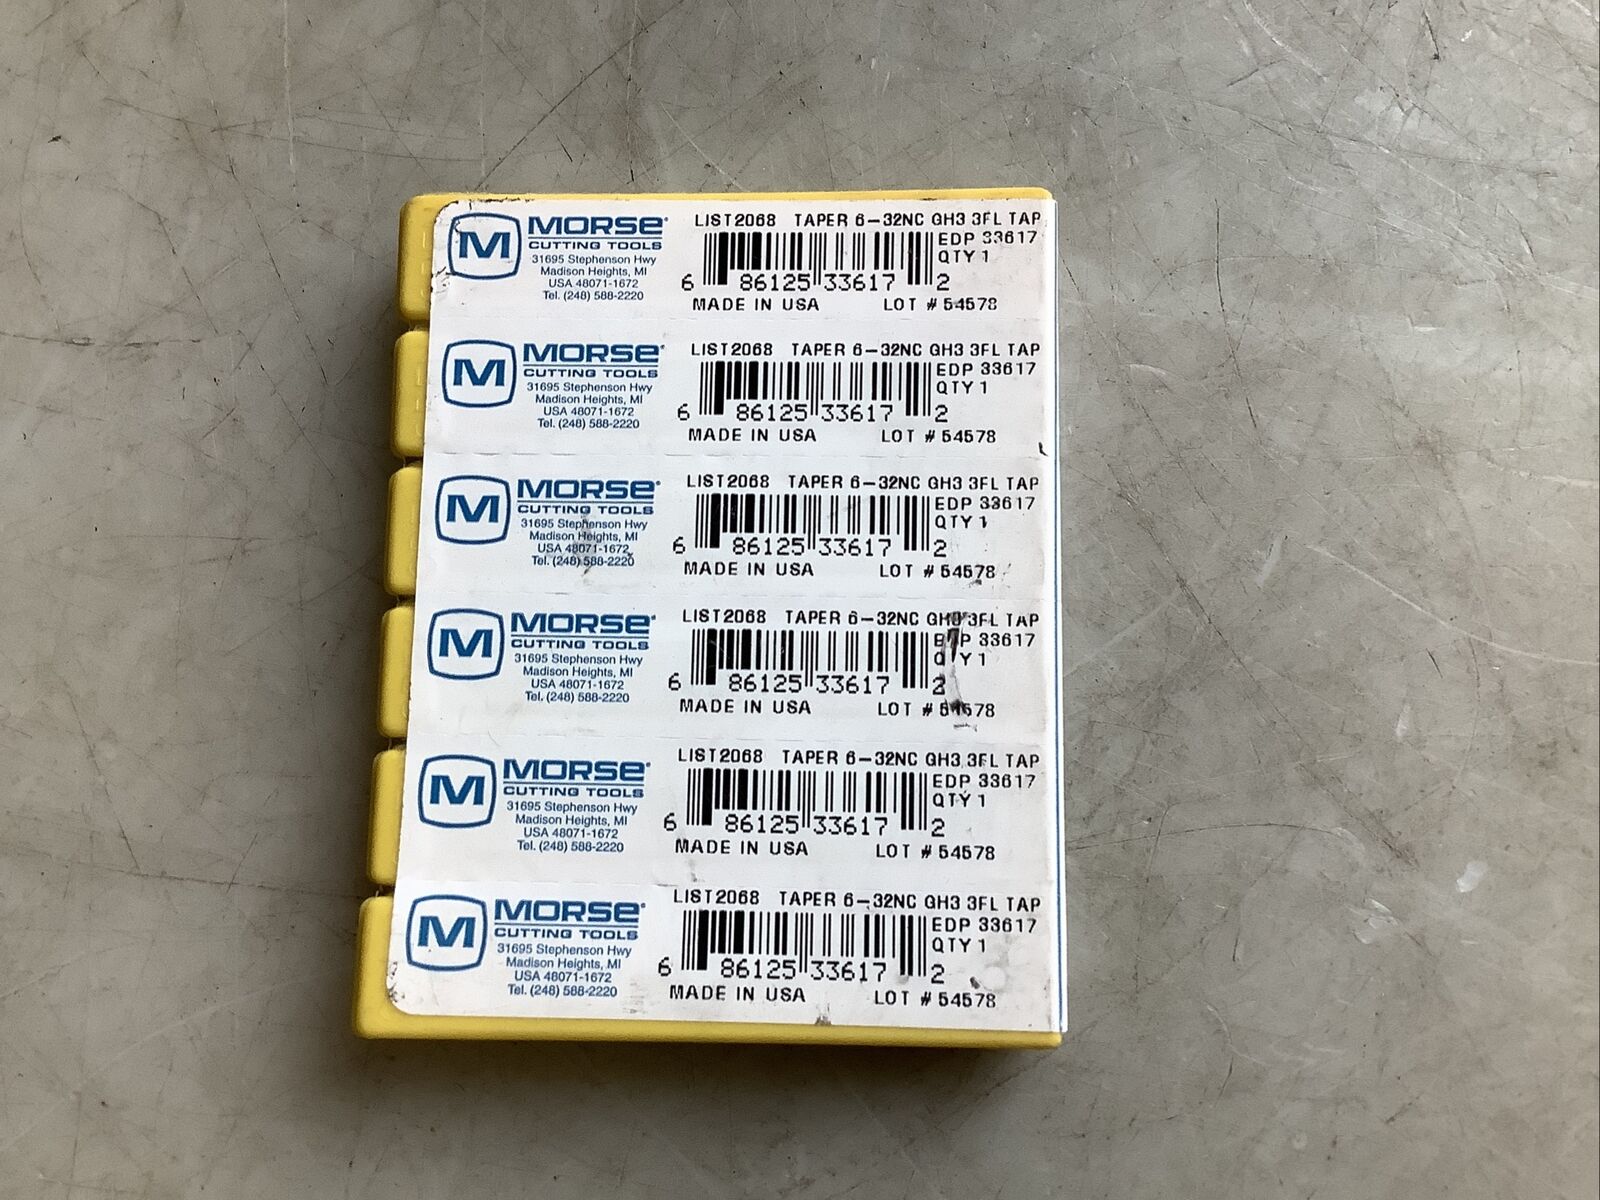 M MORSE
CUTTING TOOLS
31695 Stephenson Hwy
Madison Heights, MI
USA 48071-1672
Tel. (248) 588-2220
LIST2068 TAPER 6-32NC GH3 3FL TAP
EDP 33617
QTY 1
6 86125 33617 2
MADE IN USA LOT # 54578
M MORSE
CUTTING TOOLS
31695 Stephenson Hwy
Madison Heights, MI
USA 48071-1672
Tel. (248) 588-2220
LIST2068 TAPER 6-32NC GH3 3FL TAP
EDP 33617
QTY 1
6 86125 33617 2
MADE IN USA LOT # 54578
M MORSE
CUTTING TOOLS
31695 Stephenson Hwy
Madison Heights, MI
USA 48071-1672
Tel. (248) 588-2220
LIST2068 TAPER 6-32NC GH3 3FL TAP
EDP 33617
QTY 1
6 86125 33617 2
MADE IN USA LOT # 54578
M MORSE
CUTTING TOOLS
31695 Stephenson Hwy
Madison Heights, MI
USA 48071-1672
Tel. (248) 588-2220
LIST2068 TAPER 6-32NC GH3 3FL TAP
EDP 33617
QTY 1
6 86125 33617 2
MADE IN USA LOT # 54578
M MORSE
CUTTING TOOLS
31695 Stephenson Hwy
Madison Heights, MI
USA 48071-1672
Tel. (248) 588-2220
LIST2068 TAPER 6-32NC GH3 3FL TAP
EDP 33617
QTY 1
6 86125 33617 2
MADE IN USA LOT # 54578
M MORSE
CUTTING TOOLS
31695 Stephenson Hwy
Madison Heights, MI
USA 48071-1672
Tel. (248) 588-2220
LIST2068 TAPER 6-32NC GH3 3FL TAP
EDP 33617
QTY 1
6 86125 33617 2
MADE IN USA LOT # 54578